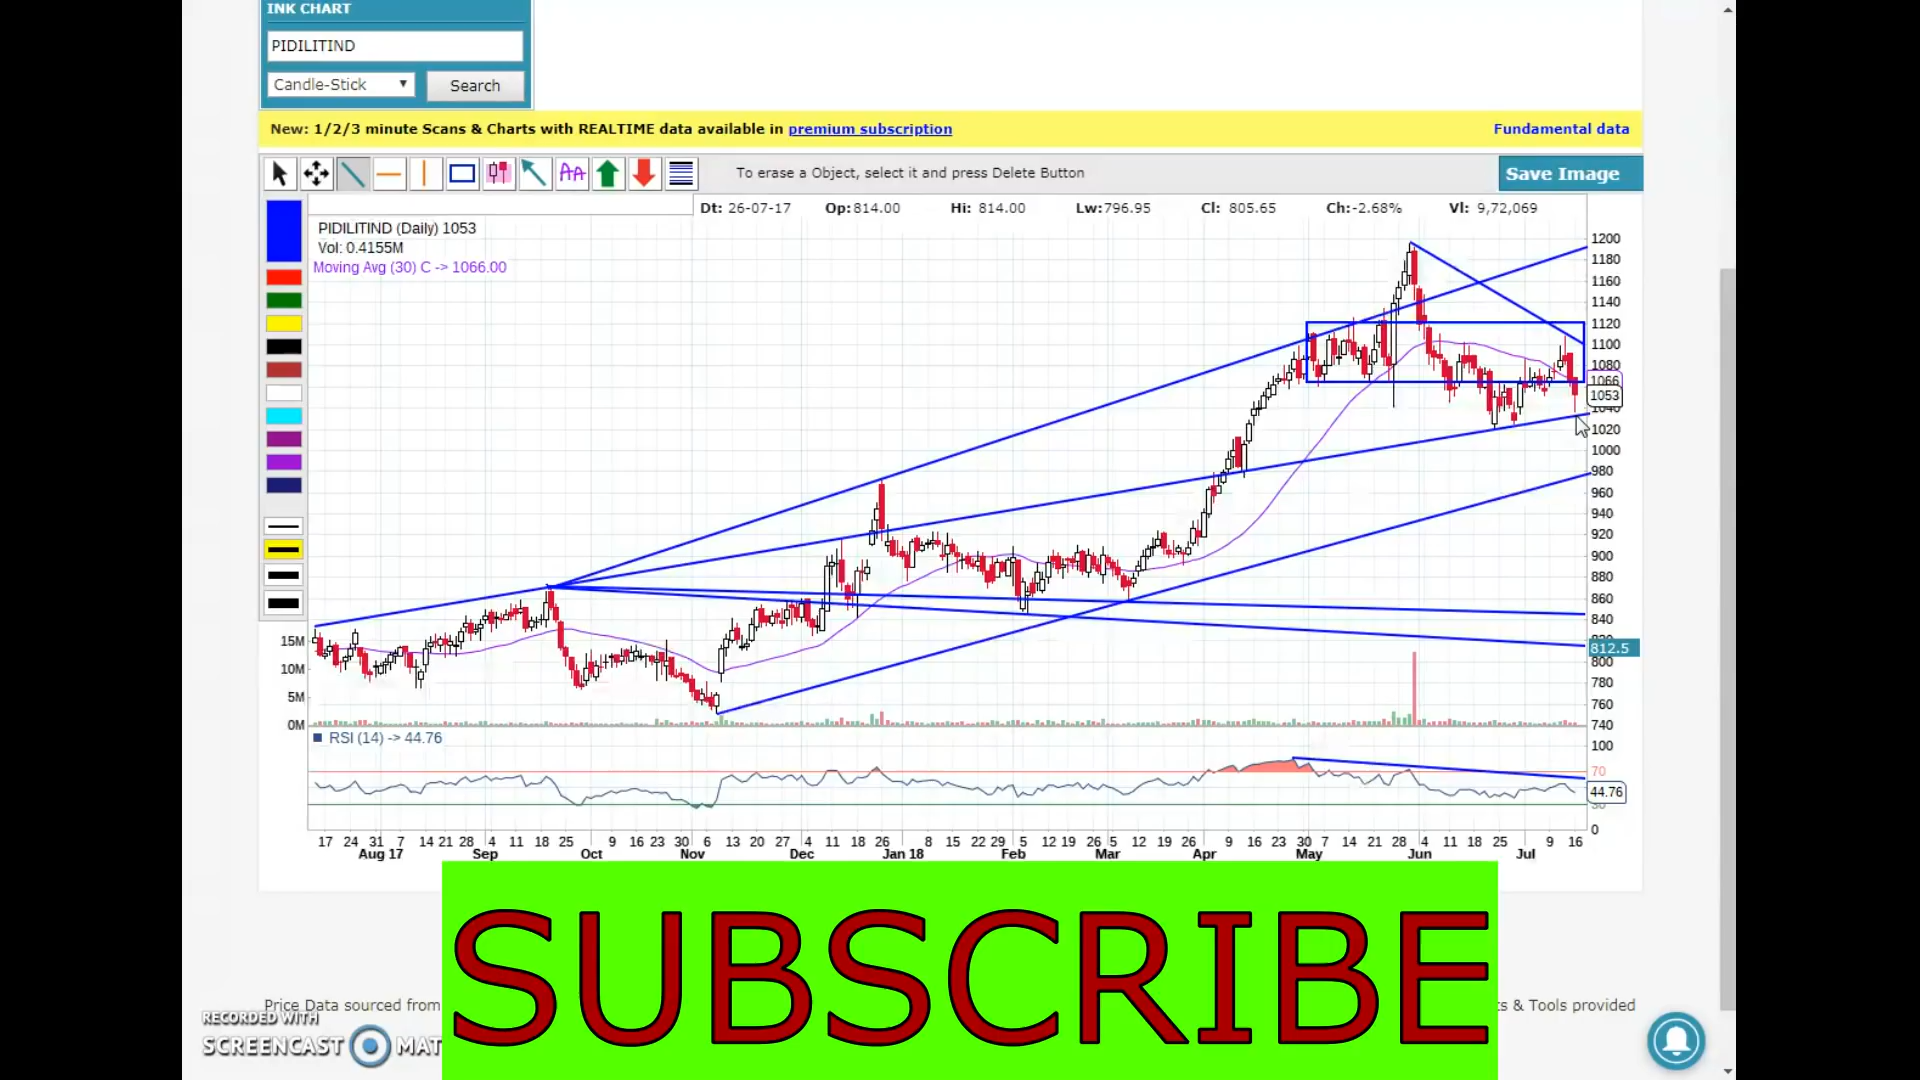 INK CHART
PIDILITIND
Candle-Stick
Search
New: 1/2/3 minute Scans & Charts with REALTIME data available in premium subscription
Fundamental data
AA
To erase a Object, select it and press Delete Button
Save Image
Dt: 26-07-17 Op:814.00 Hi: 814.00 Lw:796.95 Cl: 805.65 Ch:-2.68% Vl: 9,72,069
PIDILITIND (Daily) 1053
Vol: 0.4155M
Moving Avg (30) C -> 1066.00
1200
1180
1160
1140
1120
1100
1080
1066
1053
1040
1020
1000
980
960
940
920
900
880
860
840
820
812.5
800
780
760
740
15M
10M
5M
0M
RSI (14) -> 44.76
100
70
44.76
30
0
17 24 31 7 14 21 28 4 11 18 25 9 16 23 30 6 13 20 27 4 11 18 26 8 15 22 29 5 12 19 26 5 12 19 26 9 16 23 30 7 14 21 28 4 11 18 25 9 16
Aug 17 Sep Oct Nov Dec Jan 18 Feb Mar Apr May Jun Jul
SUBSCRIBE
Price Data sourced from
& Tools provided
RECORDED WITH
SCREENCAST MAT